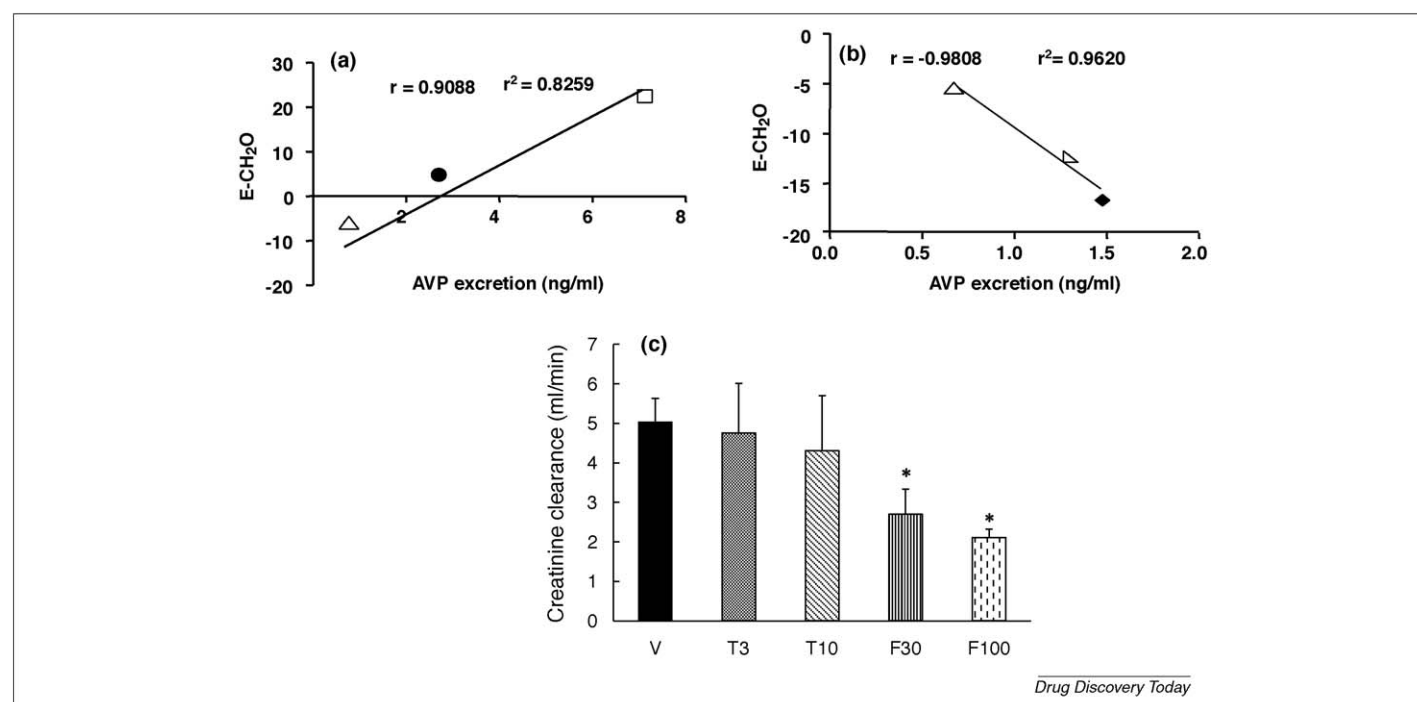 (a)
r = 0.9088 r² = 0.8259
30
20
10
0
-10
-20
E-CH₂O
2 4 6 8
AVP excretion (ng/ml)
(b)
r = -0.9808 r²= 0.9620
0
-5
-10
-15
-20
E-CH₂O
0.0 0.5 1.0 1.5 2.0
AVP excretion (ng/ml)
(c)
7
6
5
4
3
2
1
0
Creatinine clearance (ml/min)
*
*
V T3 T10 F30 F100
Drug Discovery Today